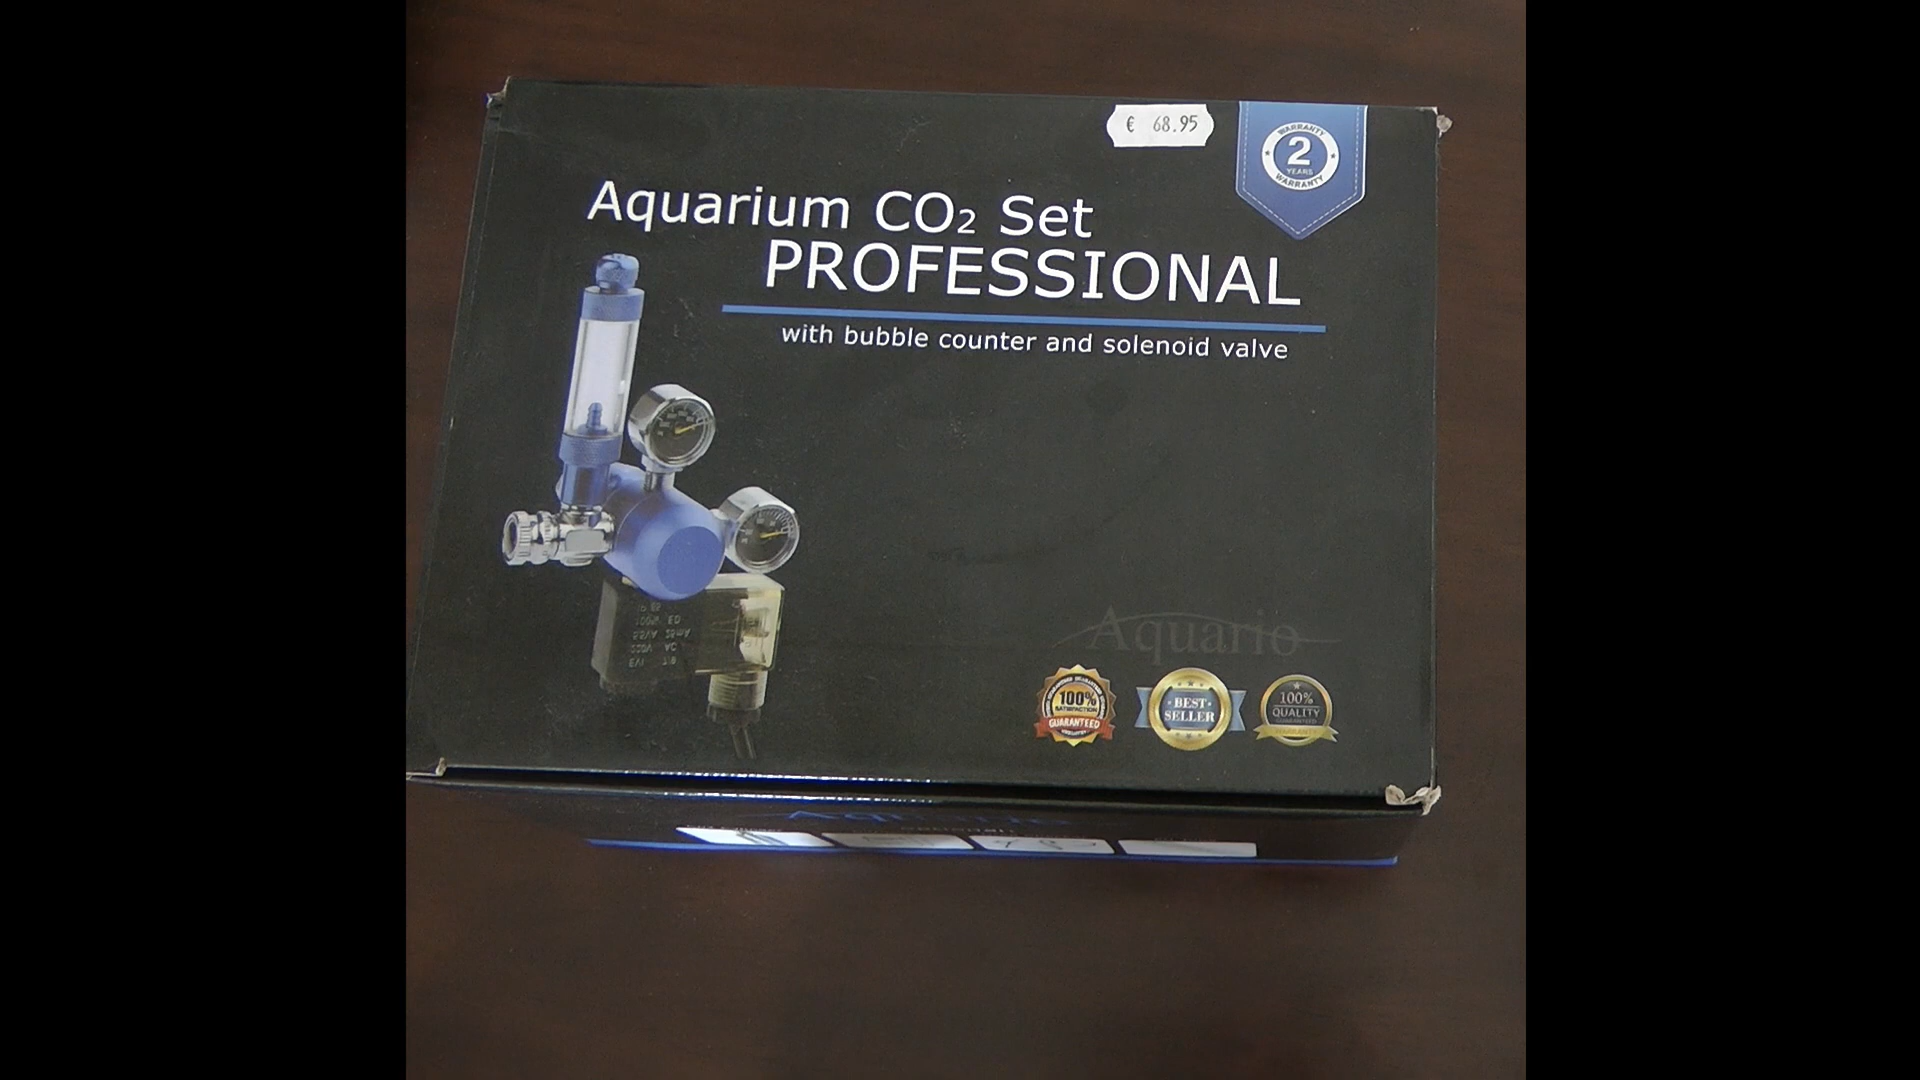 € 68.95
WARRANTY
2
YEARS
WARRANTY
Aquarium CO₂ Set
PROFESSIONAL
with bubble counter and solenoid valve
Aquario
100%
SATISFACTION
GUARANTEED
BEST
SELLER
100%
QUALITY